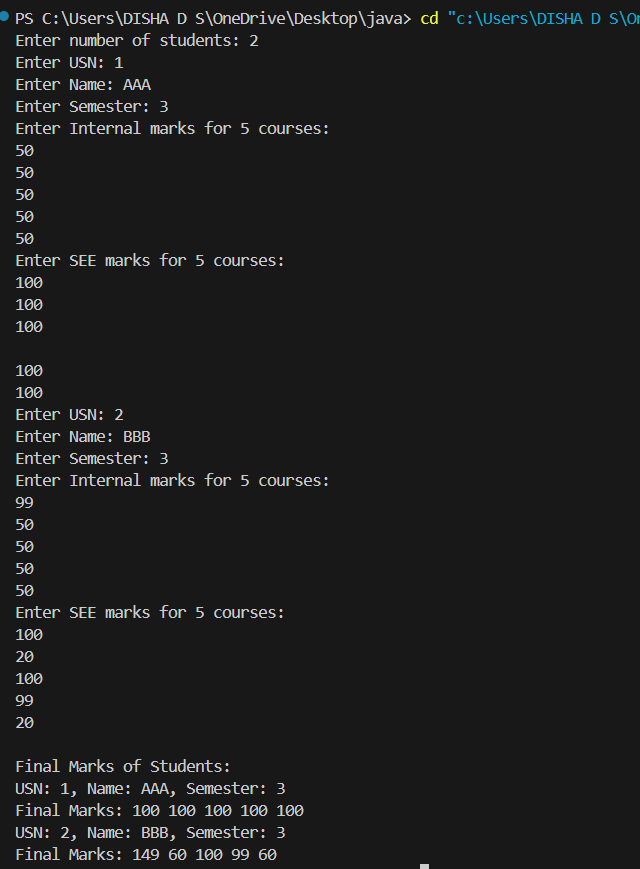 PS C:\Users\DISHA D S\OneDrive\Desktop\java> cd "c:\Users\DISHA D S\On
Enter number of students: 2
Enter USN: 1
Enter Name: AAA
Enter Semester: 3
Enter Internal marks for 5 courses:
50
50
50
50
50
Enter SEE marks for 5 courses:
100
100
100
100
100
Enter USN: 2
Enter Name: BBB
Enter Semester: 3
Enter Internal marks for 5 courses:
99
50
50
50
50
Enter SEE marks for 5 courses:
100
20
100
99
20
Final Marks of Students:
USN: 1, Name: AAA, Semester: 3
Final Marks: 100 100 100 100 100
USN: 2, Name: BBB, Semester: 3
Final Marks: 149 60 100 99 60